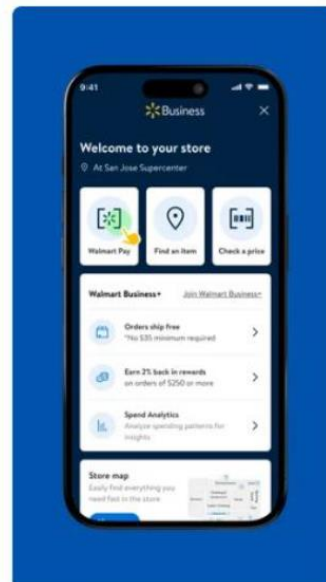 9:41
Business
Welcome to your store
At San Jose Supercenter
Walmart Pay
Find an item
Check a price
Walmart Business+
Join Walmart Business+
Orders ship free
*No $35 minimum required
Earn 2% back in rewards
on orders of $250 or more
Spend Analytics
Analyze spending patterns for
insights
Store map
Easily find everything you
need fast in the store